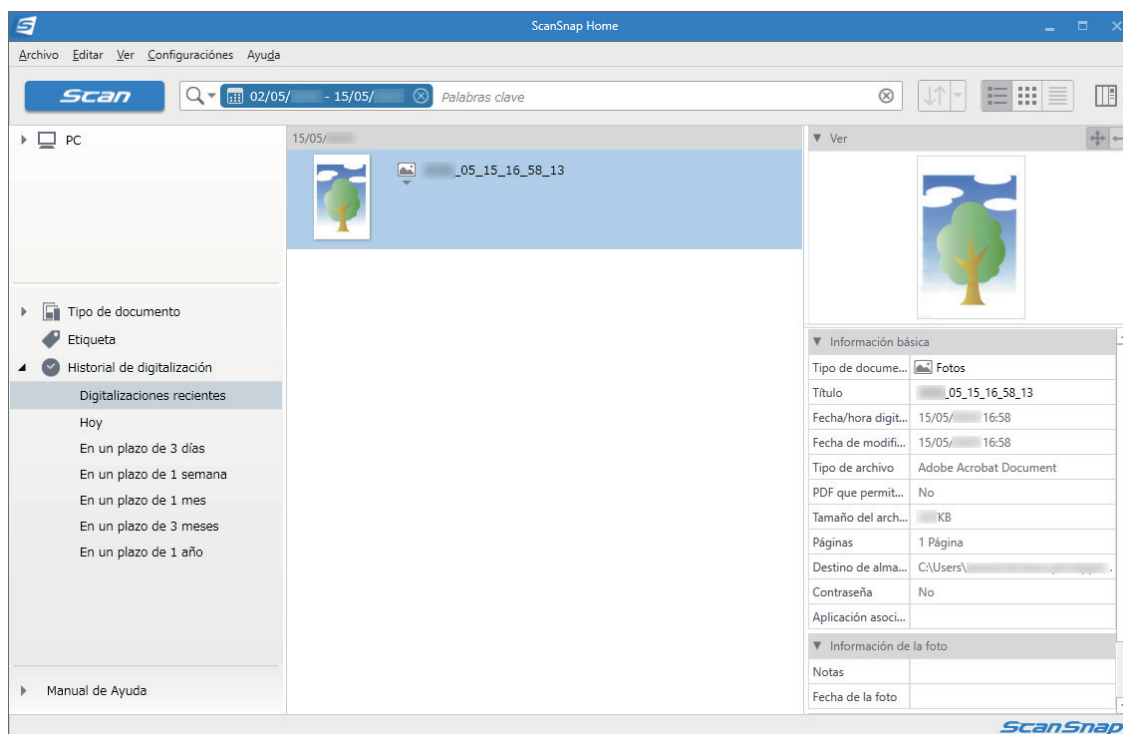 ScanSnap Home
Archivo Editar Ver Configuraciónes Ayuda
Scan
02/05/ - 15/05/
Palabras clave
PC
Tipo de documento
Etiqueta
Historial de digitalización
Digitalizaciones recientes
Hoy
En un plazo de 3 días
En un plazo de 1 semana
En un plazo de 1 mes
En un plazo de 3 meses
En un plazo de 1 año
Manual de Ayuda
15/05/
_05_15_16_58_13
Ver
Información básica
Tipo de docume... Fotos
Título _05_15_16_58_13
Fecha/hora digit... 15/05/ 16:58
Fecha de modifi... 15/05/ 16:58
Tipo de archivo Adobe Acrobat Document
PDF que permit... No
Tamaño del arch... KB
Páginas 1 Página
Destino de alma... C:\Users\
Contraseña No
Aplicación asoci...
Información de la foto
Notas
Fecha de la foto
ScanSnap